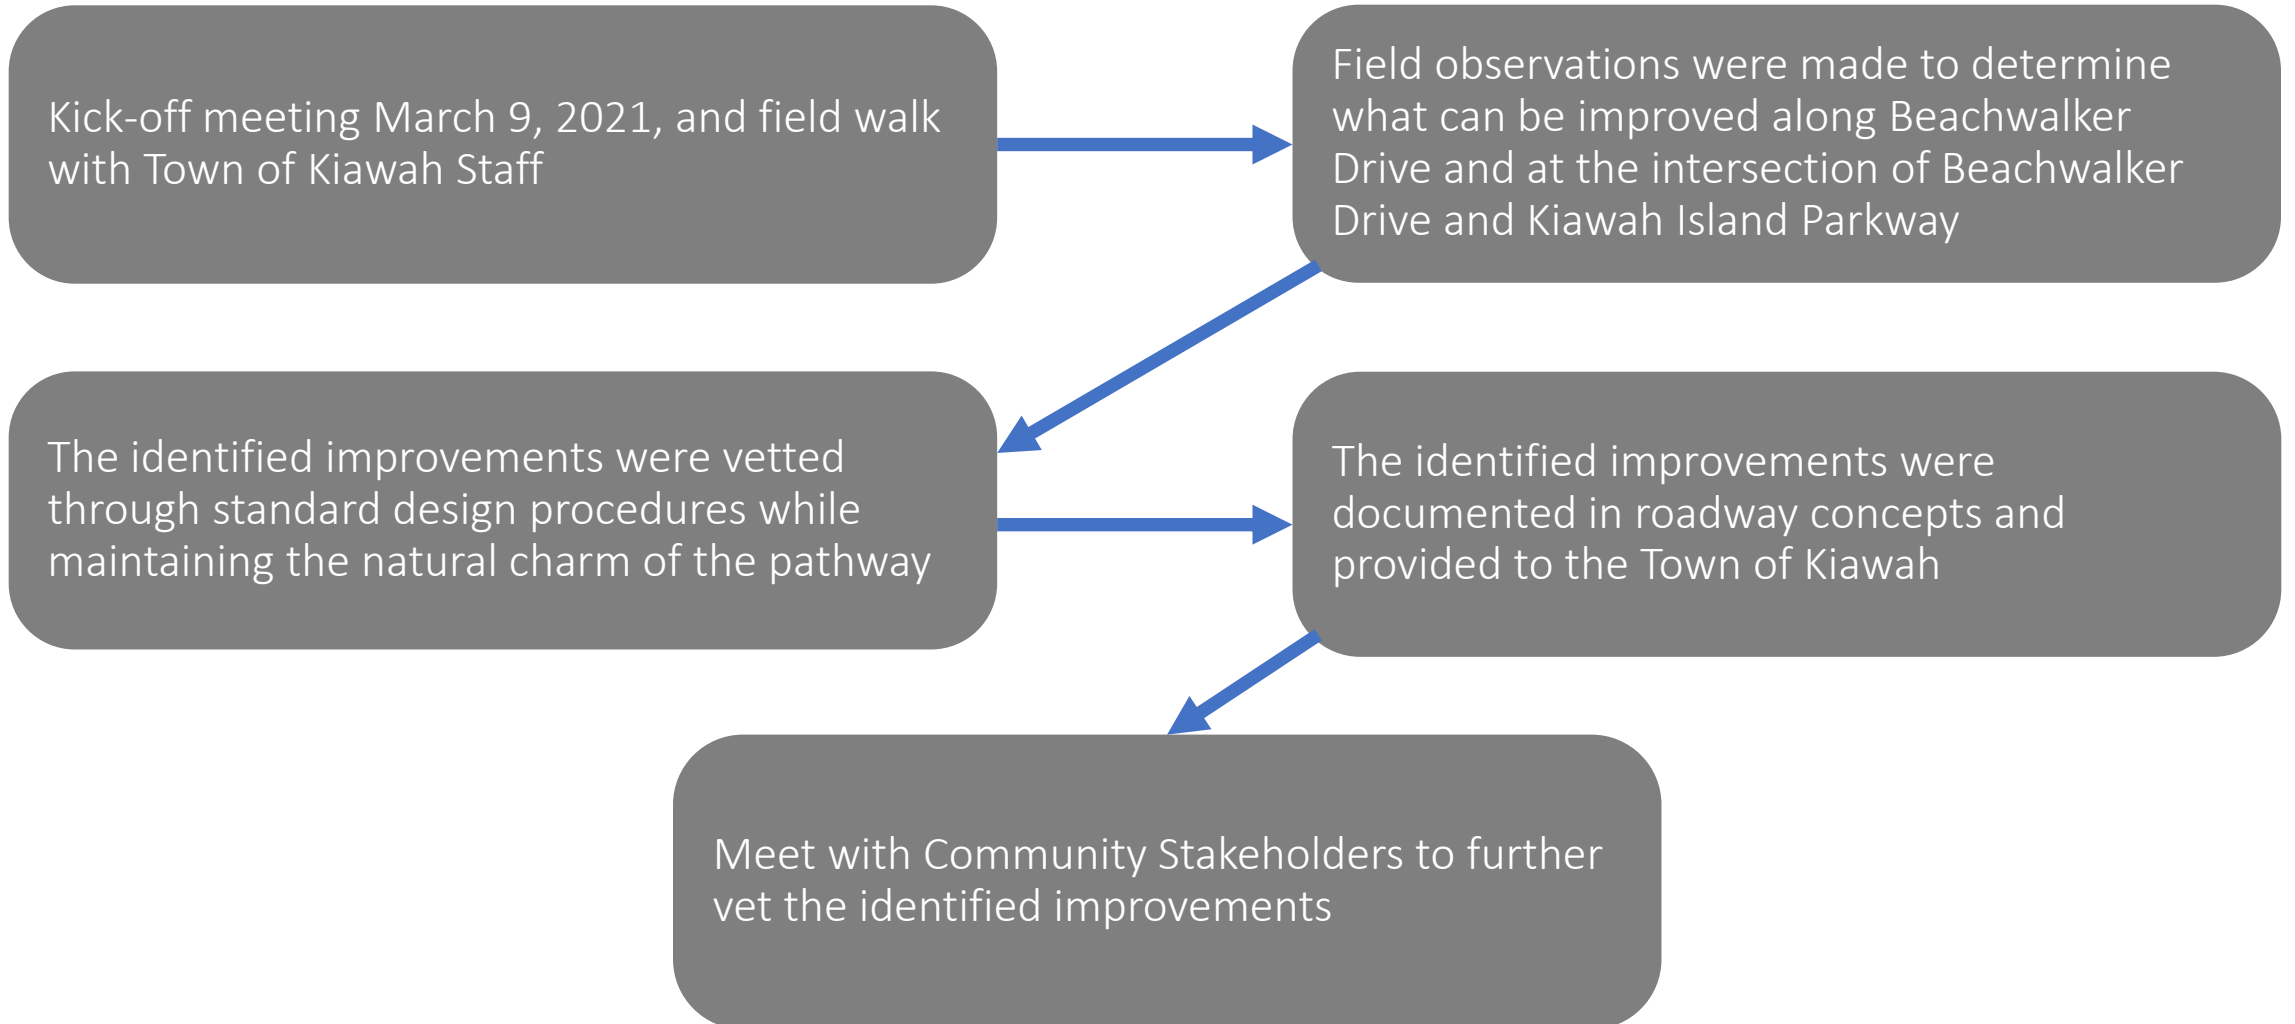 Kick-off meeting March 9, 2021, and field walk
with Town of Kiawah Staff
Field observations were made to determine
what can be improved along Beachwalker
Drive and at the intersection of Beachwalker
Drive and Kiawah Island Parkway
The identified improvements were vetted
through standard design procedures while
maintaining the natural charm of the pathway
The identified improvements were
documented in roadway concepts and
provided to the Town of Kiawah
Meet with Community Stakeholders to further
vet the identified improvements